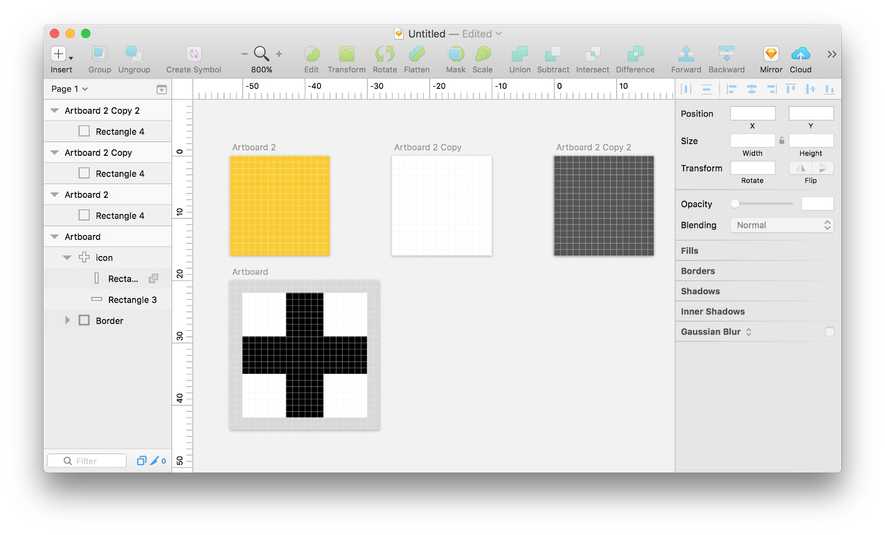 Untitled — Edited
Insert
Group
Ungroup
Create Symbol
800%
Edit
Transform
Rotate
Flatten
Mask
Scale
Union
Subtract
Intersect
Difference
Forward
Backward
Mirror
Cloud
Page 1
Artboard 2 Copy 2
Rectangle 4
Artboard 2 Copy
Rectangle 4
Artboard 2
Rectangle 4
Artboard
icon
Recta...
Rectangle 3
Border
Filter
0
-50
-40
-30
-20
-10
0
10
0
10
20
30
40
50
Artboard 2
Artboard 2 Copy
Artboard 2 Copy 2
Artboard
Position
X
Y
Size
Width
Height
Transform
Rotate
Flip
Opacity
Blending
Normal
Fills
Borders
Shadows
Inner Shadows
Gaussian Blur